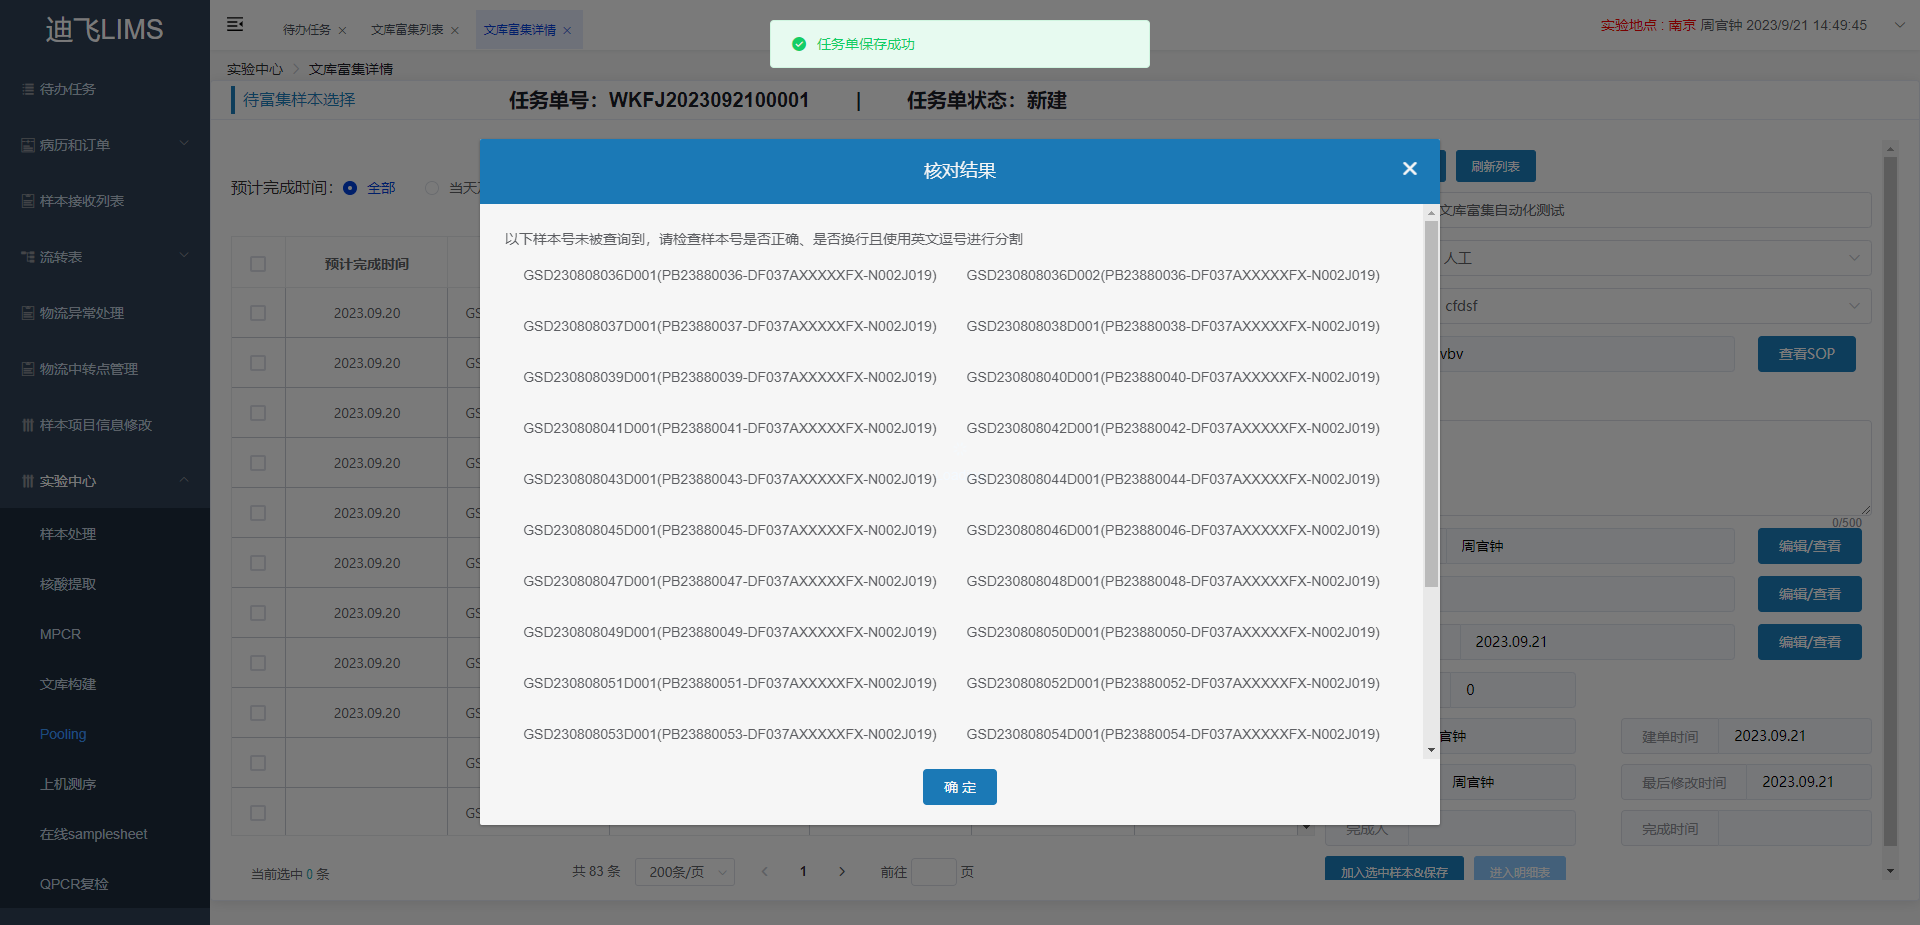 迪飞LIMS
待办任务
病历和订单
样本接收列表
流转表
物流异常处理
物流中转点管理
样本项目信息修改
实验中心
样本处理
核酸提取
MPCR
文库构建
Pooling
上机测序
在线samplesheet
QPCR复检
待办任务
文库富集列表
文库富集详情
任务单保存成功
实验地点 : 南京 周官钟 2023/9/21 14:49:45
实验中心 > 文库富集详情
待富集样本选择
任务单号：WKFJ2023092100001 | 任务单状态：新建
预计完成时间： 全部 当天
预计完成时间
2023.09.20 GS
2023.09.20 GS
2023.09.20 GS
2023.09.20 GS
2023.09.20 GS
2023.09.20 GS
2023.09.20 GS
2023.09.20 GS
2023.09.20 GS
GS
GS
当前选中 0 条
共 83 条 200条/页 1 前往 页
核对结果
以下样本号未被查询到，请检查样本号是否正确、是否换行且使用英文逗号进行分割
GSD230808036D001(PB23880036-DF037AXXXXXFX-N002J019) GSD230808036D002(PB23880036-DF037AXXXXXFX-N002J019)
GSD230808037D001(PB23880037-DF037AXXXXXFX-N002J019) GSD230808038D001(PB23880038-DF037AXXXXXFX-N002J019)
GSD230808039D001(PB23880039-DF037AXXXXXFX-N002J019) GSD230808040D001(PB23880040-DF037AXXXXXFX-N002J019)
GSD230808041D001(PB23880041-DF037AXXXXXFX-N002J019) GSD230808042D001(PB23880042-DF037AXXXXXFX-N002J019)
GSD230808043D001(PB23880043-DF037AXXXXXFX-N002J019) GSD230808044D001(PB23880044-DF037AXXXXXFX-N002J019)
GSD230808045D001(PB23880045-DF037AXXXXXFX-N002J019) GSD230808046D001(PB23880046-DF037AXXXXXFX-N002J019)
GSD230808047D001(PB23880047-DF037AXXXXXFX-N002J019) GSD230808048D001(PB23880048-DF037AXXXXXFX-N002J019)
GSD230808049D001(PB23880049-DF037AXXXXXFX-N002J019) GSD230808050D001(PB23880050-DF037AXXXXXFX-N002J019)
GSD230808051D001(PB23880051-DF037AXXXXXFX-N002J019) GSD230808052D001(PB23880052-DF037AXXXXXFX-N002J019)
GSD230808053D001(PB23880053-DF037AXXXXXFX-N002J019) GSD230808054D001(PB23880054-DF037AXXXXXFX-N002J019)
确 定
刷新列表
文库富集自动化测试
人工
cfdsf
vbv 查看SOP
0/500
周官钟 编辑/查看
编辑/查看
2023.09.21 编辑/查看
0
官钟 建单时间 2023.09.21
周官钟 最后修改时间 2023.09.21
完成人 完成时间
加入选中样本&保存 进入明细表